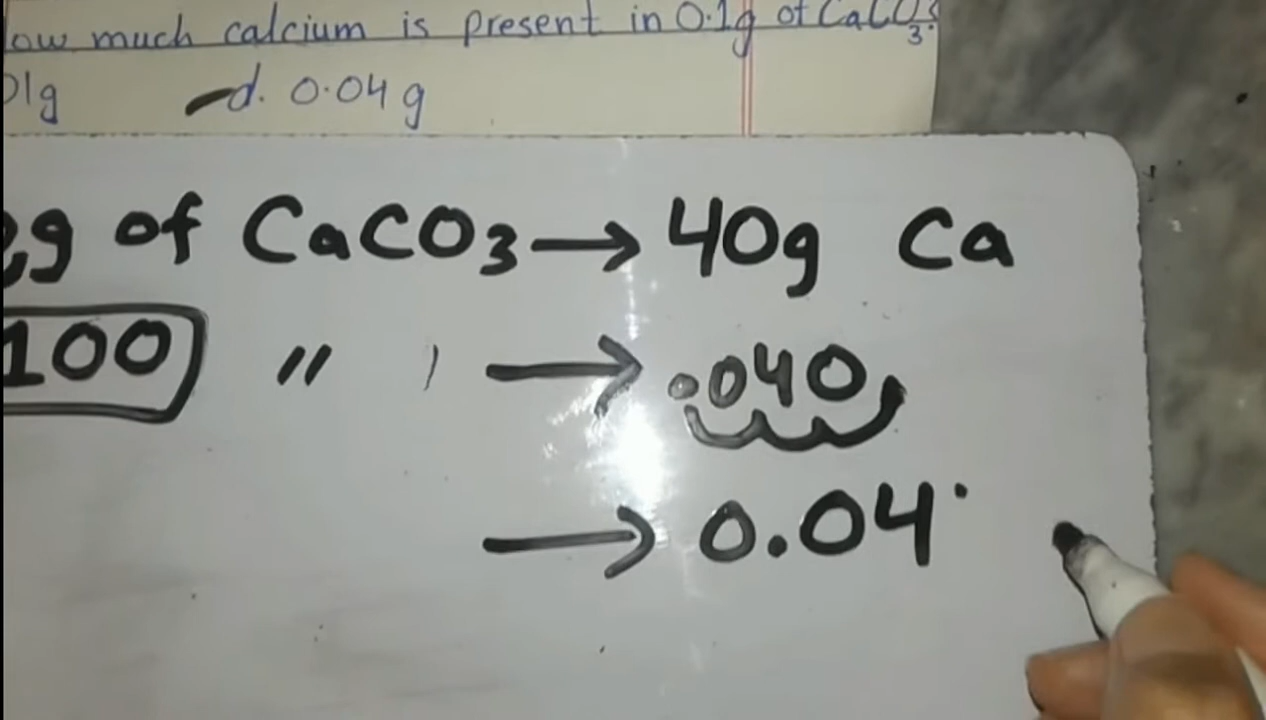 ow much calcium is present in 0.1g of CaCO3.
01g d. 0.04 g
g of CaCO3 → 40g Ca
100 〃 → .040
→ 0.04